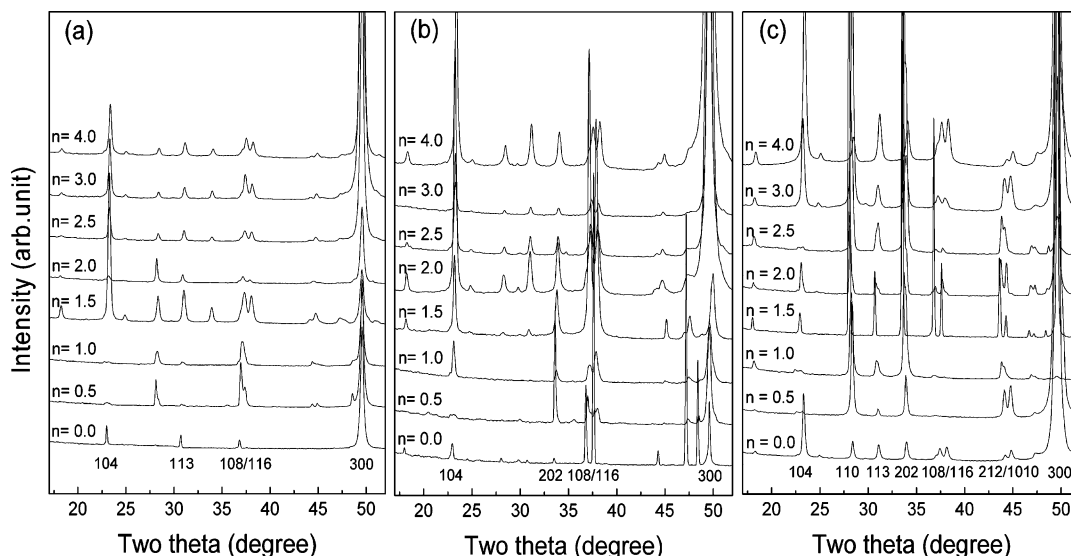 Intensity (arb.unit)
(a)
n= 4.0
n= 3.0
n= 2.5
n= 2.0
n= 1.5
n= 1.0
n= 0.5
n= 0.0
104
113
108/116
300
20
25
30
35
40
45
50
Two theta (degree)
(b)
n= 4.0
n= 3.0
n= 2.5
n= 2.0
n= 1.5
n= 1.0
n= 0.5
n= 0.0
104
202
108/116
300
20
25
30
35
40
45
50
Two theta (degree)
(c)
n= 4.0
n= 3.0
n= 2.5
n= 2.0
n= 1.5
n= 1.0
n= 0.5
n= 0.0
104
110
113
202
108/116
212/1010
300
20
25
30
35
40
45
50
Two theta (degree)